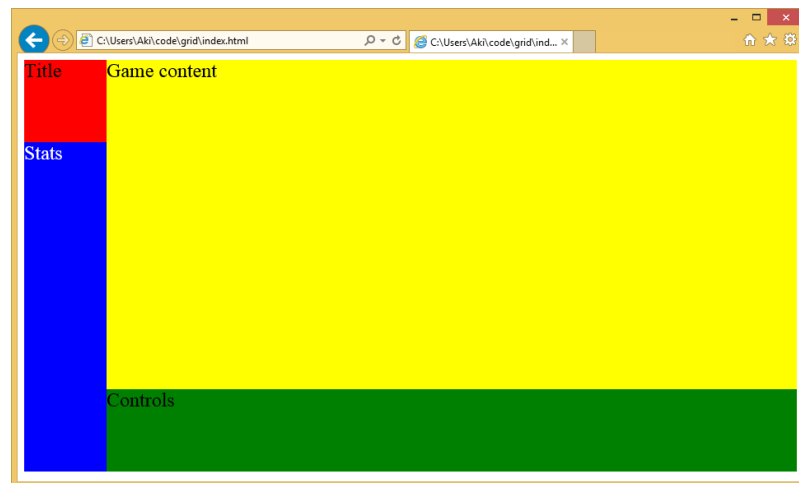 C:\Users\Aki\code\grid\index.html
C:\Users\Aki\code\grid\ind...
Title
Game content
Stats
Controls